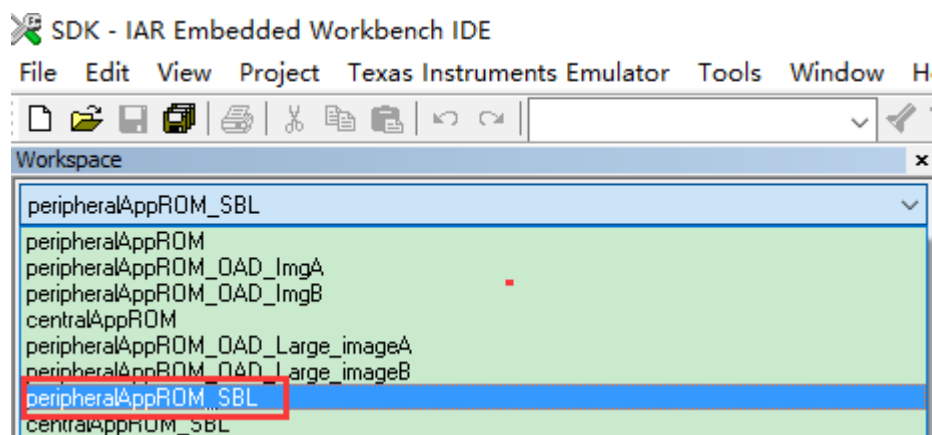 SDK - IAR Embedded Workbench IDE
File Edit View Project Texas Instruments Emulator Tools Window
Workspace
peripheralAppROM_SBL
peripheralAppROM
peripheralAppROM_OAD_ImgA
peripheralAppROM_OAD_ImgB
centralAppROM
peripheralAppROM_OAD_Large_imageA
peripheralAppROM_OAD_Large_imageB
peripheralAppROM_SBL
centralAppROM_SBL